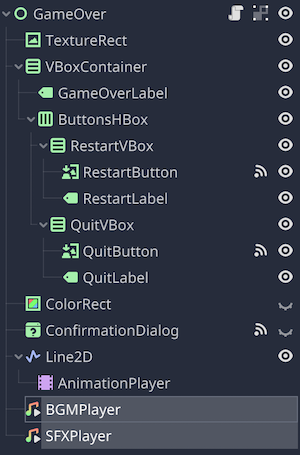 GameOver
TextureRect
VBoxContainer
GameOverLabel
ButtonsHBox
RestartVBox
RestartButton
RestartLabel
QuitVBox
QuitButton
QuitLabel
ColorRect
ConfirmationDialog
Line2D
AnimationPlayer
BGMPlayer
SFXPlayer